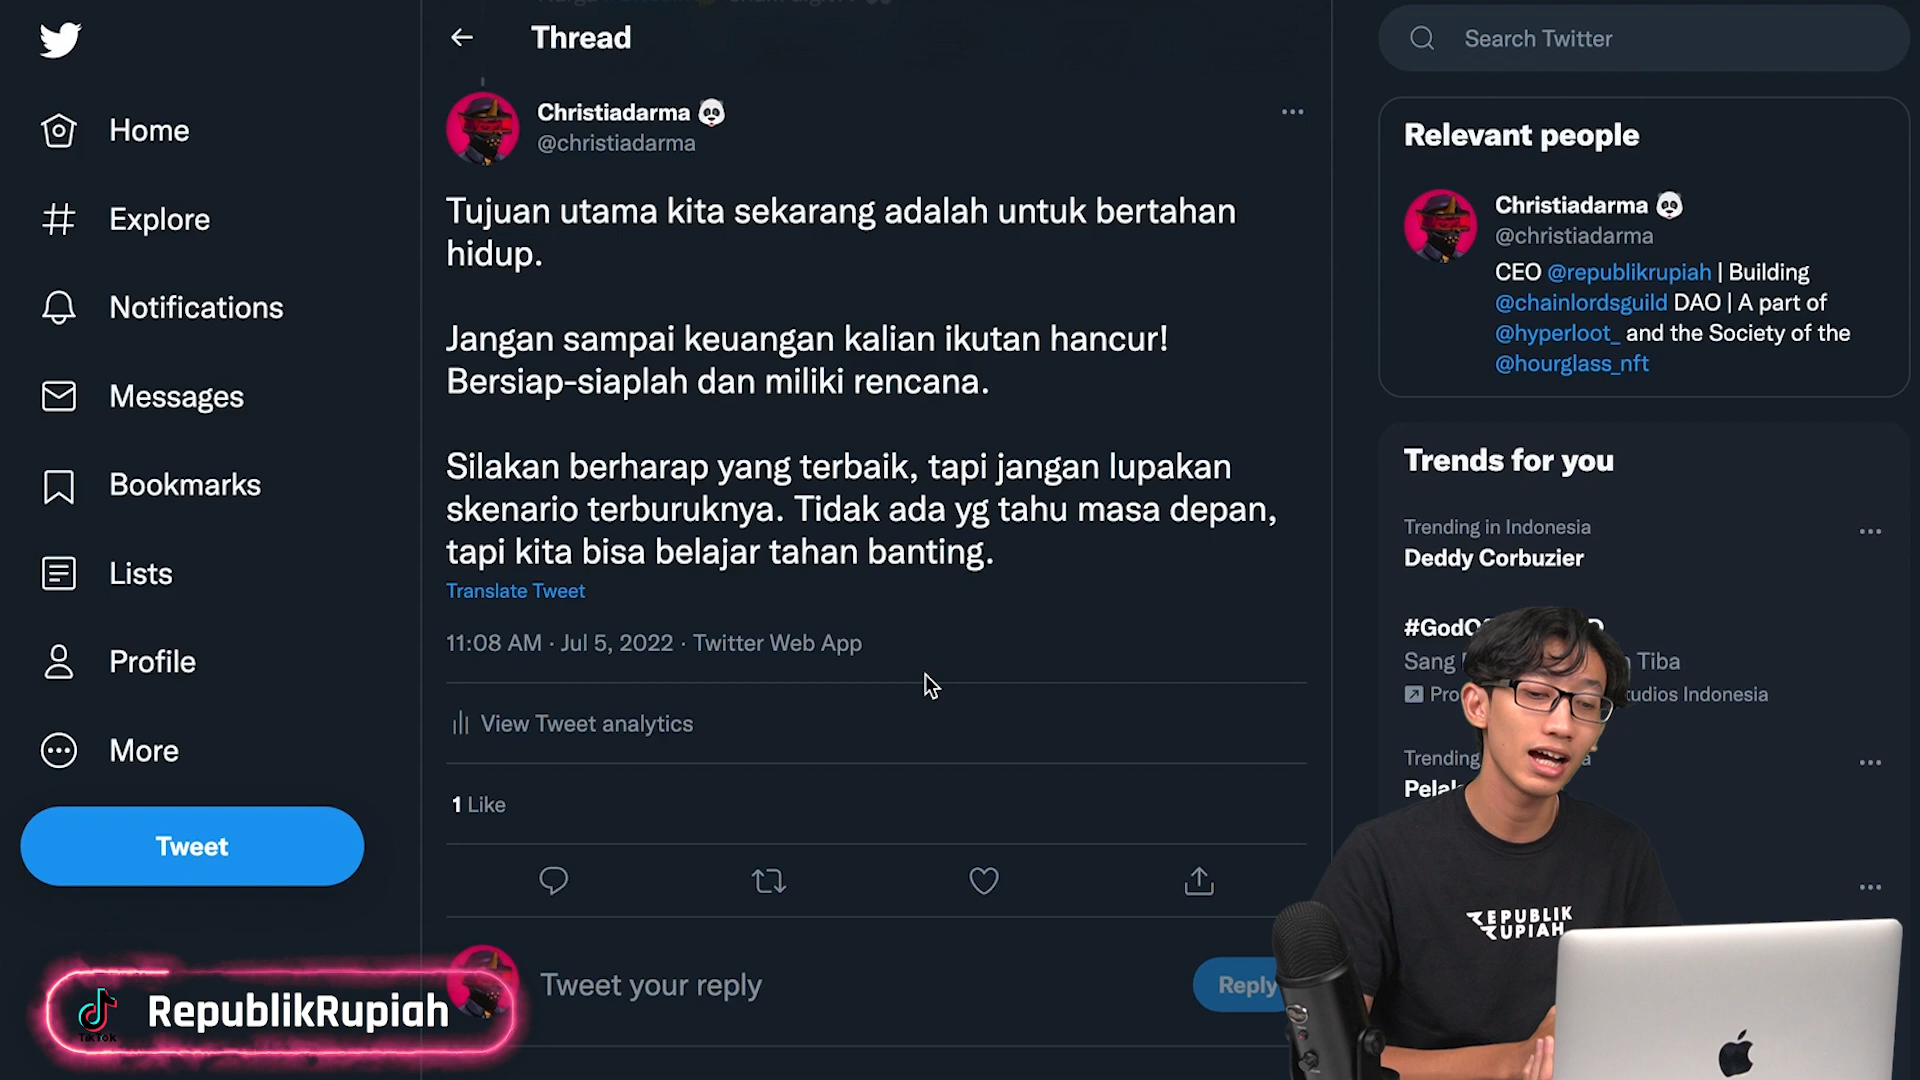 Thread
Search Twitter
Home
Explore
Notifications
Messages
Bookmarks
Lists
Profile
More
Tweet
Christiadarma
@christiadarma
Tujuan utama kita sekarang adalah untuk bertahan
hidup.
Jangan sampai keuangan kalian ikutan hancur!
Bersiap-siaplah dan miliki rencana.
Silakan berharap yang terbaik, tapi jangan lupakan
skenario terburuknya. Tidak ada yg tahu masa depan,
tapi kita bisa belajar tahan banting.
Translate Tweet
11:08 AM · Jul 5, 2022 · Twitter Web App
View Tweet analytics
1 Like
Tweet your reply
Reply
Relevant people
Christiadarma
@christiadarma
CEO @republikrupiah | Building
@chainlordsguild DAO | A part of
@hyperloot_ and the Society of the
@hourglass_nft
Trends for you
Trending in Indonesia
Deddy Corbuzier
Sang
Tiba
Indonesia
Trending
REPUBLIK
RUPIAH
TikTok
RepublikRupiah